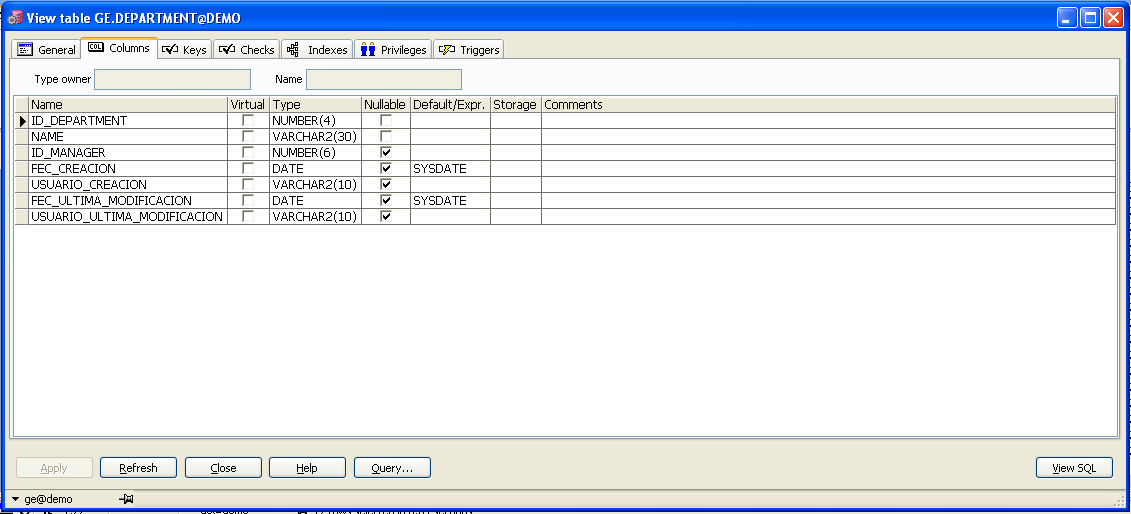 View table GE.DEPARTMENT@DEMO
General Columns Keys Checks Indexes Privileges Triggers
Type owner Name
Name Virtual Type Nullable Default/Expr. Storage Comments
ID_DEPARTMENT NUMBER(4)
NAME VARCHAR2(30)
ID_MANAGER NUMBER(6)
FEC_CREACION DATE SYSDATE
USUARIO_CREACION VARCHAR2(10)
FEC_ULTIMA_MODIFICACION DATE SYSDATE
USUARIO_ULTIMA_MODIFICACION VARCHAR2(10)
Apply Refresh Close Help Query... View SQL
ge@demo